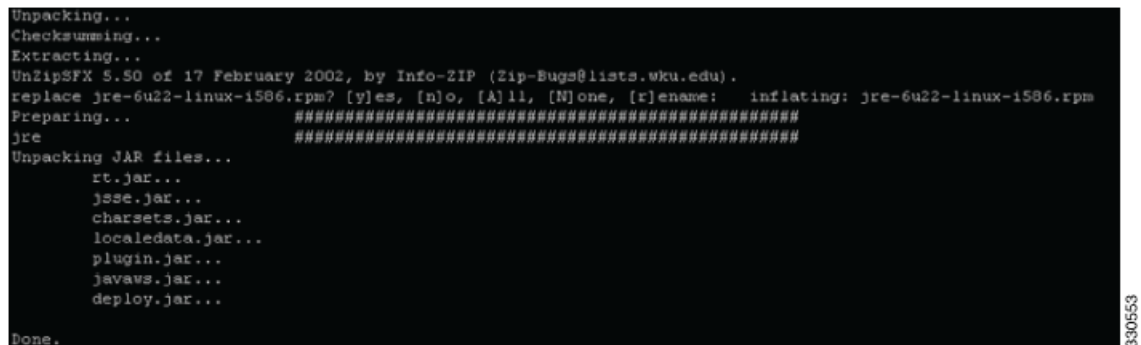 Unpacking...
Checksumming...
Extracting...
UnZipSFX 5.50 of 17 February 2002, by Info-ZIP (Zip-Bugs@lists.wku.edu).
replace jre-6u22-linux-i586.rpm? [y]es, [n]o, [A]ll, [N]one, [r]ename:   inflating: jre-6u22-linux-i586.rpm
Preparing...                ##################################################
jre                         ##################################################
Unpacking JAR files...
        rt.jar...
        jsse.jar...
        charsets.jar...
        localedata.jar...
        plugin.jar...
        javaws.jar...
        deploy.jar...
Done.
330553